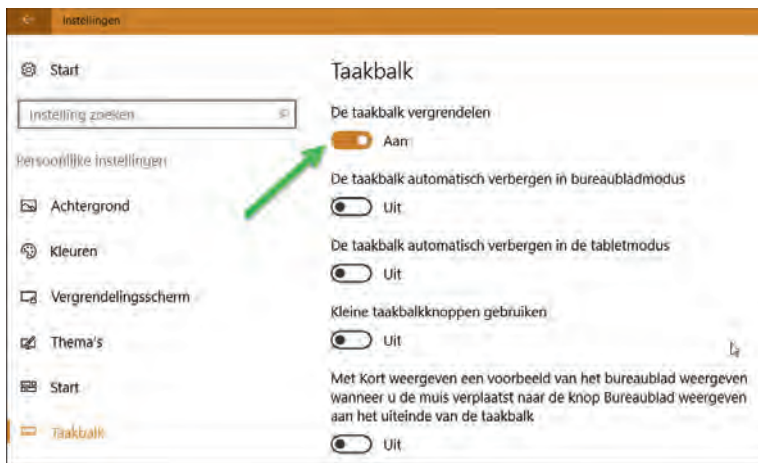 Instellingen
Start
Instelling zoeken
Persoonlijke instellingen
Achtergrond
Kleuren
Vergrendelingsscherm
Thema's
Start
Taakbalk
Taakbalk
De taakbalk vergrendelen
Aan
De taakbalk automatisch verbergen in bureaubladmodus
Uit
De taakbalk automatisch verbergen in de tabletmodus
Uit
Kleine taakbalkknoppen gebruiken
Uit
Met Kort weergeven een voorbeeld van het bureaublad weergeven
wanneer u de muis verplaatst naar de knop Bureaublad weergeven
aan het uiteinde van de taakbalk
Uit